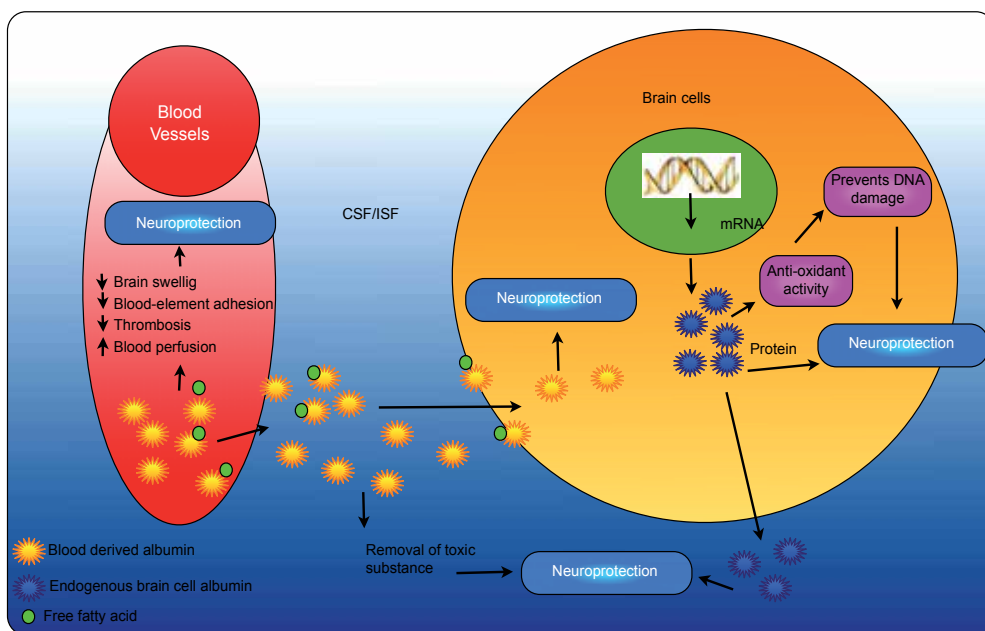 Blood
Vessels
Neuroprotection
Brain swellig
Blood-element adhesion
Thrombosis
Blood perfusion
CSF/ISF
Brain cells
mRNA
Prevents DNA
damage
Anti-oxidant
activity
Neuroprotection
Protein
Neuroprotection
Blood derived albumin
Endogenous brain cell albumin
Free fatty acid
Removal of toxic
substance
Neuroprotection